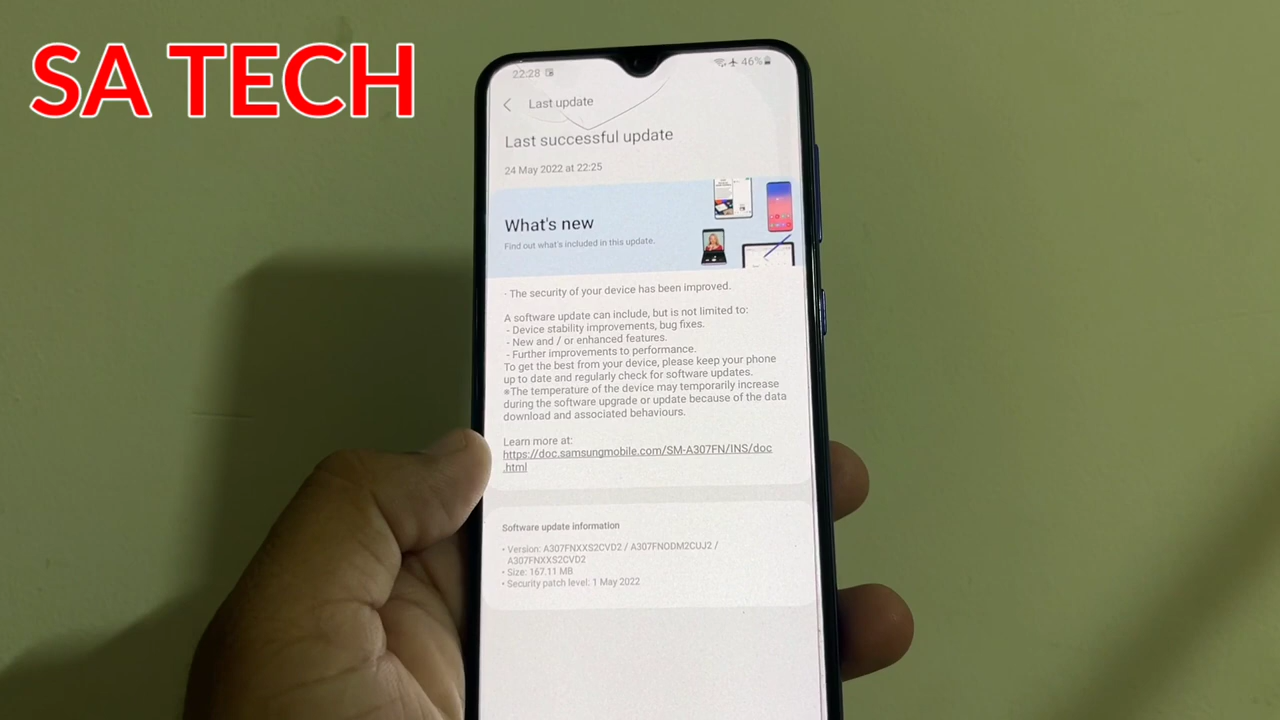 SA TECH
22:28
46%
Last update
Last successful update
24 May 2022 at 22:25
What's new
Find out what's included in this update.
- The security of your device has been improved.
A software update can include, but is not limited to:
- Device stability improvements, bug fixes.
- New and / or enhanced features.
- Further improvements to performance.
To get the best from your device, please keep your phone
up to date and regularly check for software updates.
※The temperature of the device may temporarily increase
during the software upgrade or update because of the data
download and associated behaviours.
Learn more at:
https://doc.samsungmobile.com/SM-A307FN/INS/doc
.html
Software update information
• Version: A307FNXXS2CVD2 / A307FNODM2CUJ2 /
A307FNXXS2CVD2
• Size: 167.11 MB
• Security patch level: 1 May 2022